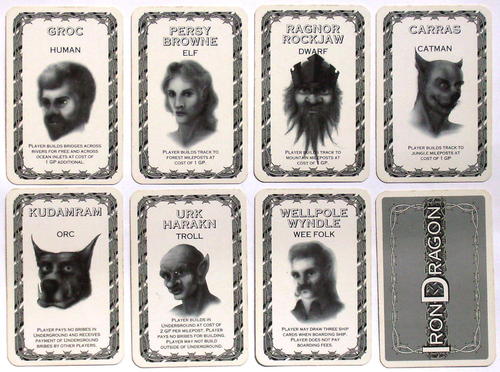 GROC
HUMAN
PLAYER BUILDS BRIDGES ACROSS
RIVERS FOR FREE AND ACROSS
OCEAN INLETS AT COST OF
1 GP ADDITIONAL.
PERSY
BROWNE
ELF
PLAYER BUILDS TRACK TO
FOREST MILEPOSTS AT
COST OF 1 GP.
RAGNOR
ROCKJAW
DWARF
PLAYER BUILDS TRACK TO
MOUNTAIN MILEPOSTS AT
COST OF 1 GP.
CARRAS
CATMAN
PLAYER BUILDS TRACK TO
JUNGLE MILEPOSTS AT
COST OF 1 GP.
KUDAMRAM
ORC
PLAYER PAYS NO BRIBES IN
UNDERGROUND AND RECEIVES
PAYMENT OF UNDERGROUND
BRIBES BY OTHER PLAYERS.
URK
HARAKN
TROLL
PLAYER BUILDS IN
UNDERGROUND AT COST OF
2 GP PER MILEPOST. PLAYER
PAYS NO BRIBES FOR BUILDING.
PLAYER MAY NOT BUILD
OUTSIDE OF UNDERGROUND.
WELLPOLE
WYNDLE
WEE FOLK
PLAYER MAY DRAW THREE SHIP
CARDS WHEN BOARDING SHIP.
PLAYER DOES NOT PAY
BOARDING FEES.
IRON DRAGON